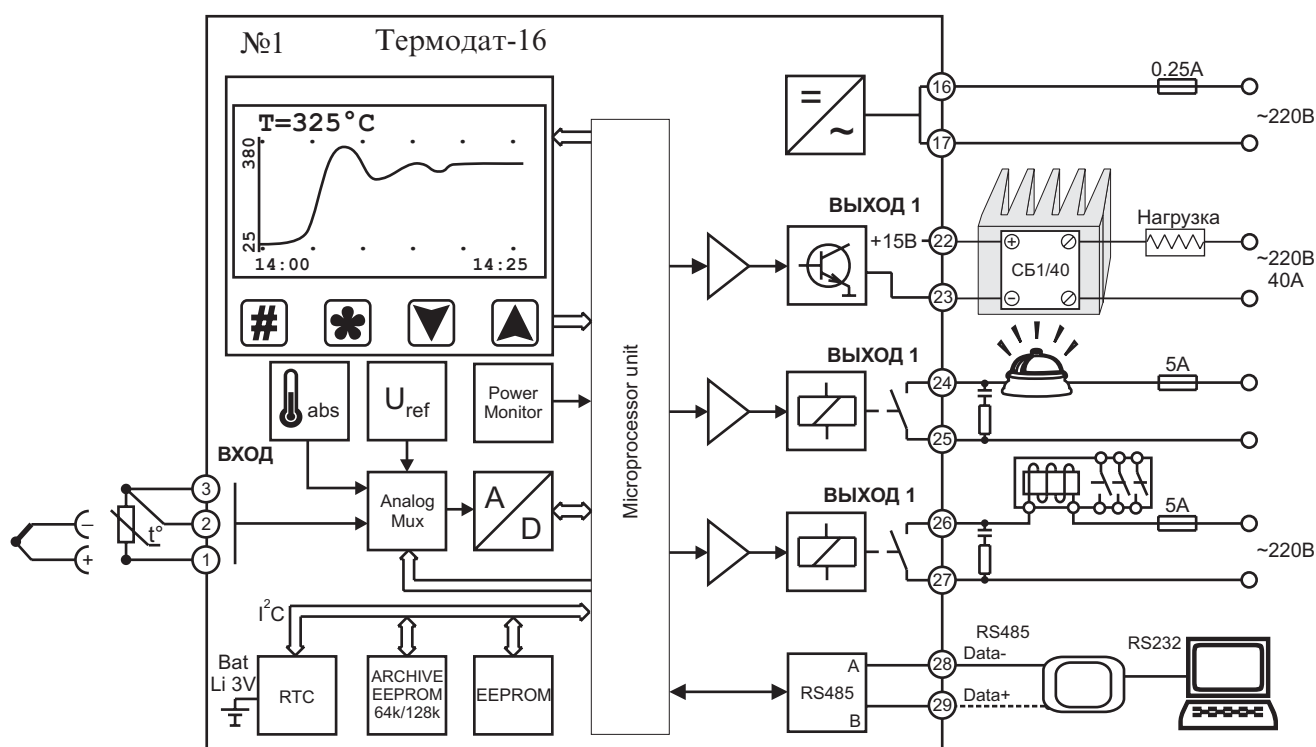 №1 Термодат-16
T=325°C
380
25
14:00 14:25
# *
abs
U ref
Power
Monitor
ВХОД
3
2
1
t°
–
+
Analog
Mux
A
D
I²C
Bat
Li 3V
RTC
ARCHIVE
EEPROM
64k/128k
EEPROM
Microprocessor unit
=
~
16
17
0.25A
~220В
ВЫХОД 1
+15В
22
23
+
–
СБ1/40
Нагрузка
~220В
40А
ВЫХОД 1
24
25
5А
ВЫХОД 1
26
27
5А
~220В
RS485
A
B
28
29
RS485
Data-
Data+
RS232